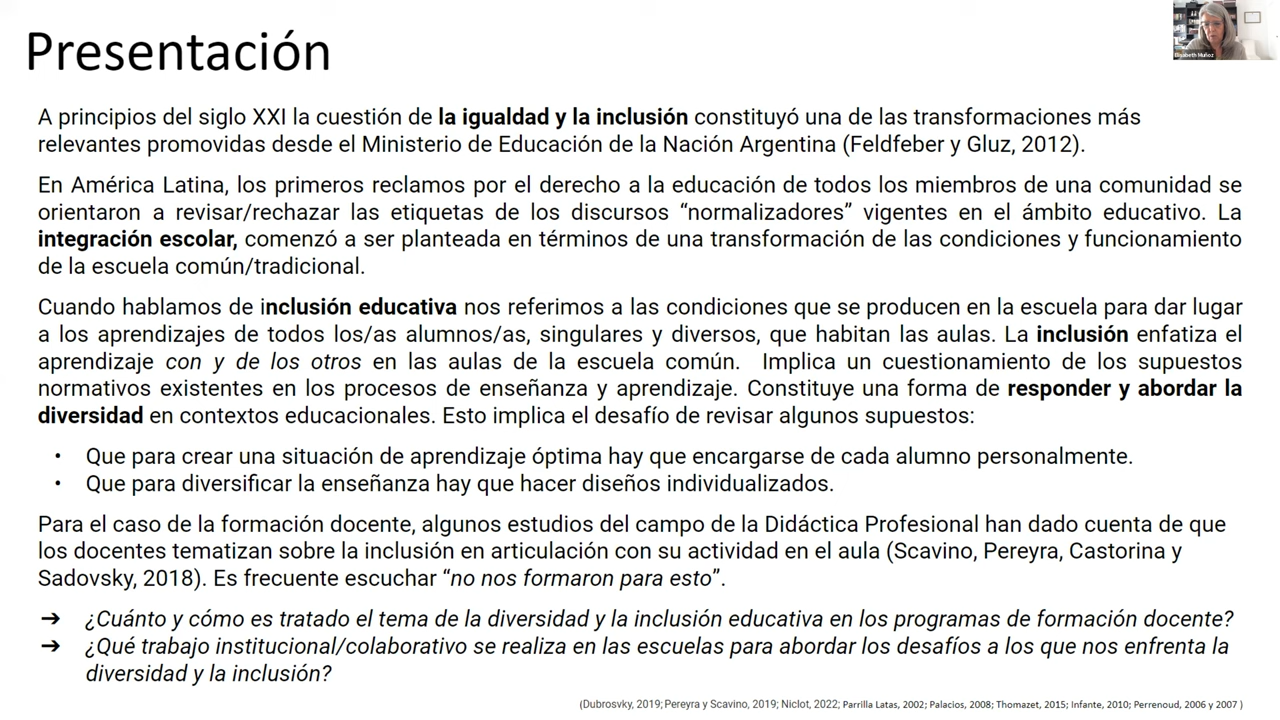 Presentación
Elisabeth Muñoz
A principios del siglo XXI la cuestión de la igualdad y la inclusión constituyó una de las transformaciones más
relevantes promovidas desde el Ministerio de Educación de la Nación Argentina (Feldfeber y Gluz, 2012).
En América Latina, los primeros reclamos por el derecho a la educación de todos los miembros de una comunidad se
orientaron a revisar/rechazar las etiquetas de los discursos “normalizadores” vigentes en el ámbito educativo. La
integración escolar, comenzó a ser planteada en términos de una transformación de las condiciones y funcionamiento
de la escuela común/tradicional.
Cuando hablamos de inclusión educativa nos referimos a las condiciones que se producen en la escuela para dar lugar
a los aprendizajes de todos los/as alumnos/as, singulares y diversos, que habitan las aulas. La inclusión enfatiza el
aprendizaje con y de los otros en las aulas de la escuela común. Implica un cuestionamiento de los supuestos
normativos existentes en los procesos de enseñanza y aprendizaje. Constituye una forma de responder y abordar la
diversidad en contextos educacionales. Esto implica el desafío de revisar algunos supuestos:
• Que para crear una situación de aprendizaje óptima hay que encargarse de cada alumno personalmente.
• Que para diversificar la enseñanza hay que hacer diseños individualizados.
Para el caso de la formación docente, algunos estudios del campo de la Didáctica Profesional han dado cuenta de que
los docentes tematizan sobre la inclusión en articulación con su actividad en el aula (Scavino, Pereyra, Castorina y
Sadovsky, 2018). Es frecuente escuchar “no nos formaron para esto”.
➔ ¿Cuánto y cómo es tratado el tema de la diversidad y la inclusión educativa en los programas de formación docente?
➔ ¿Qué trabajo institucional/colaborativo se realiza en las escuelas para abordar los desafíos a los que nos enfrenta la
diversidad y la inclusión?
(Dubrosvky, 2019; Pereyra y Scavino, 2019; Niclot, 2022; Parrilla Latas, 2002; Palacios, 2008; Thomazet, 2015; Infante, 2010; Perrenoud, 2006 y 2007 )